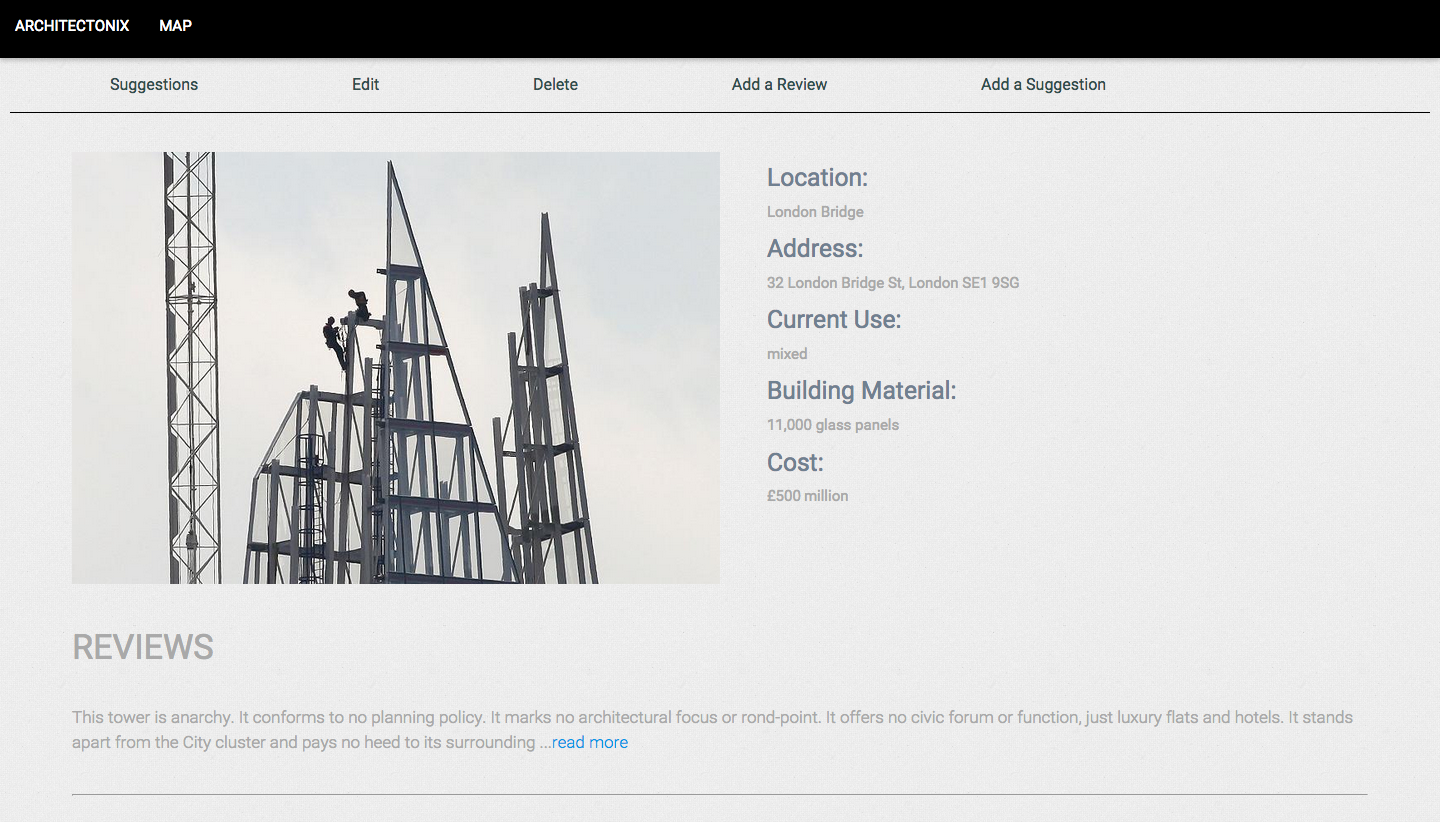 ARCHITECTONIX MAP
Suggestions Edit Delete Add a Review Add a Suggestion
Location:
London Bridge
Address:
32 London Bridge St, London SE1 9SG
Current Use:
mixed
Building Material:
11,000 glass panels
Cost:
£500 million
REVIEWS
This tower is anarchy. It conforms to no planning policy. It marks no architectural focus or rond-point. It offers no civic forum or function, just luxury flats and hotels. It stands
apart from the City cluster and pays no heed to its surrounding ...read more